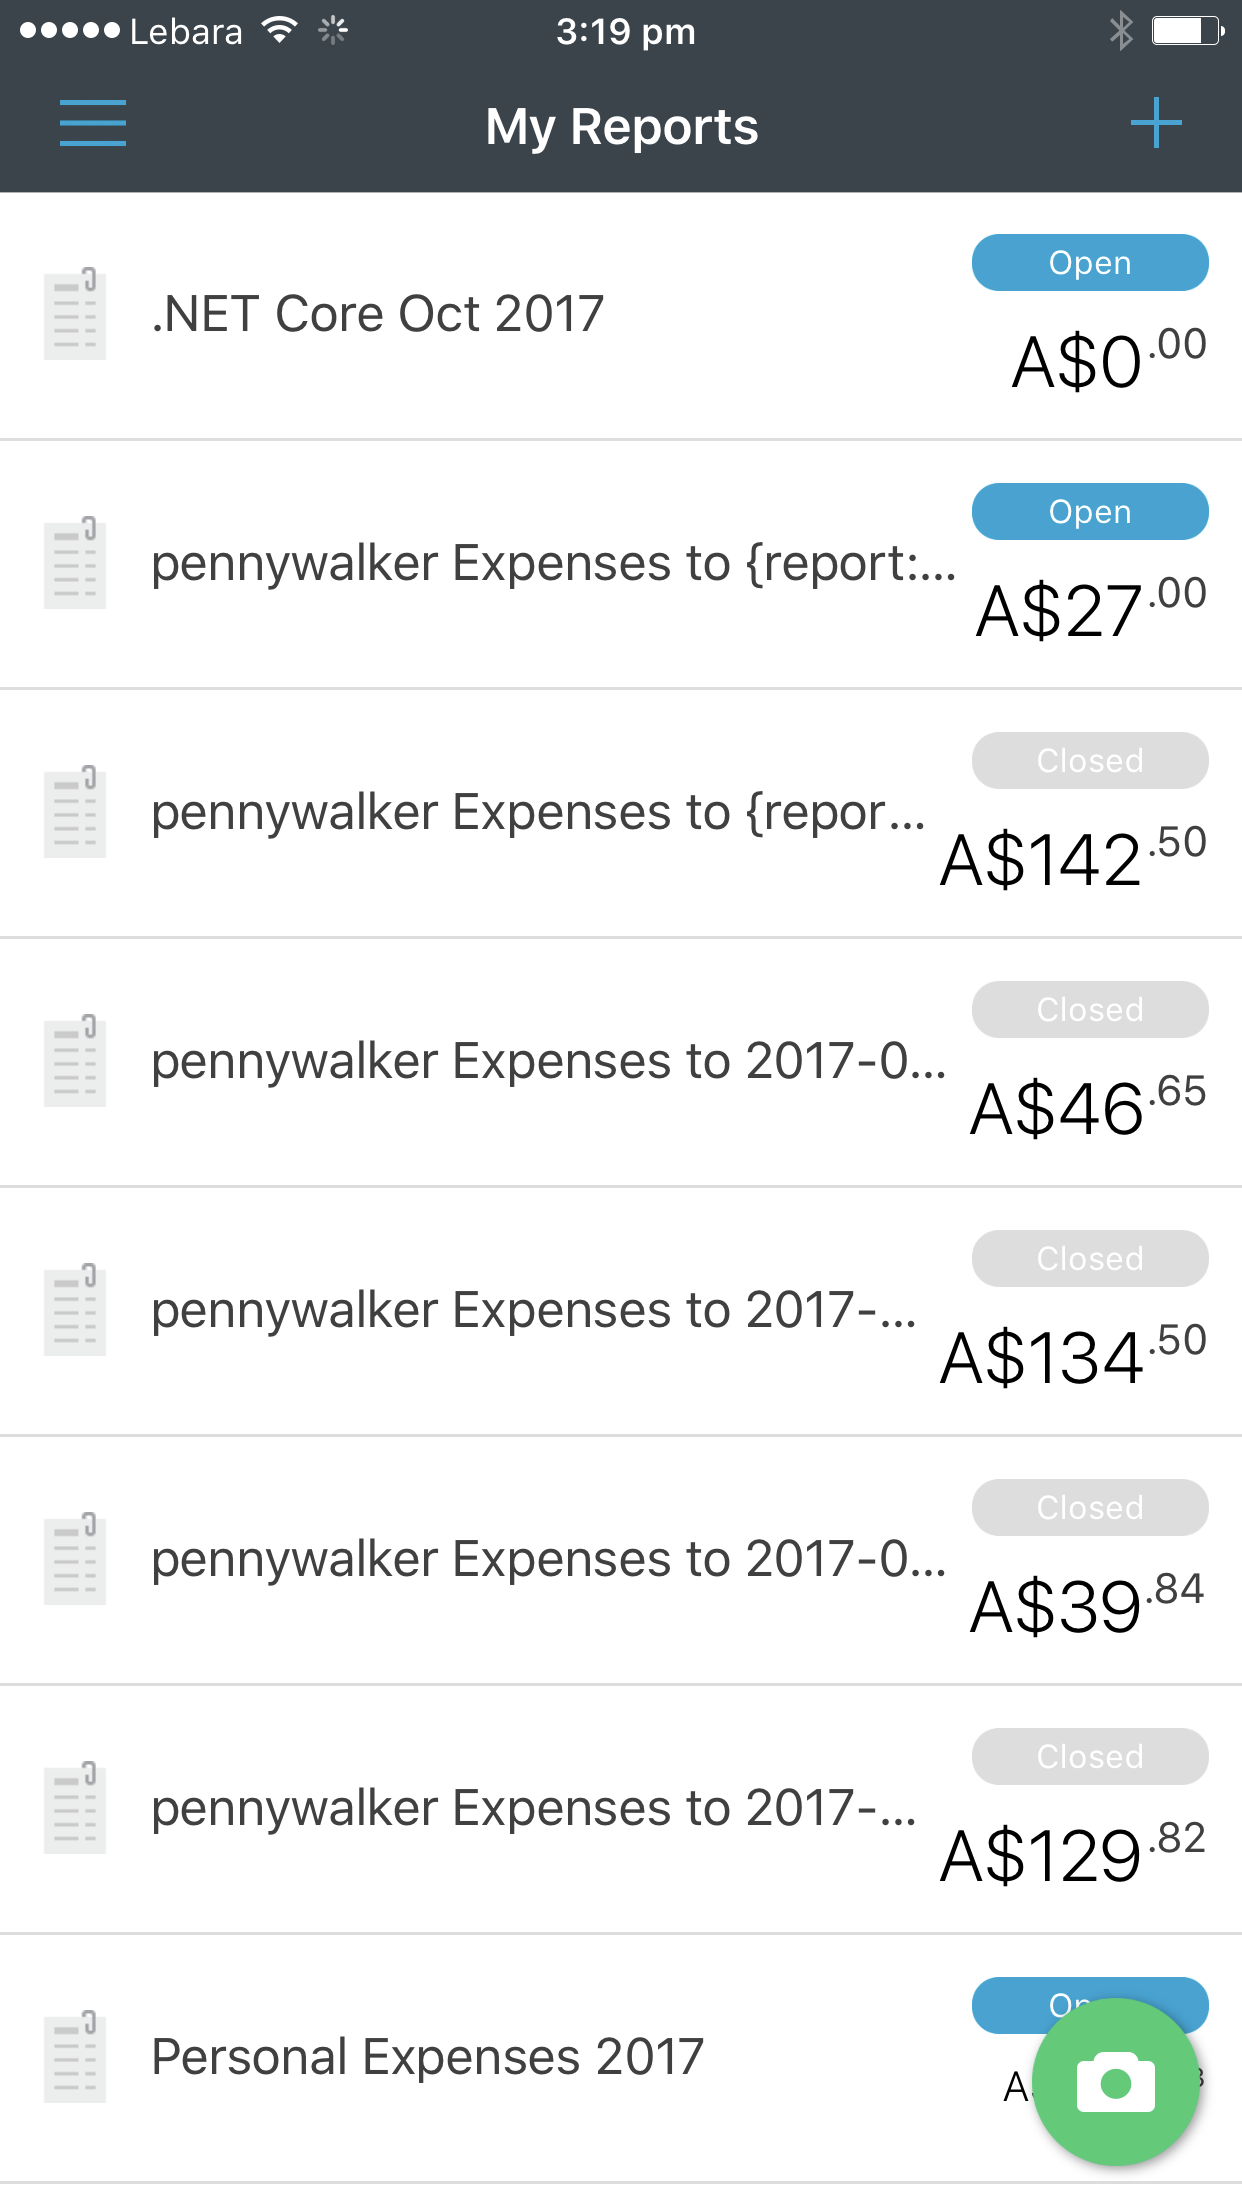 Lebara 3:19 pm
My Reports
Open
.NET Core Oct 2017
A$0.00
Open
pennywalker Expenses to {report:...
A$27.00
Closed
pennywalker Expenses to {repor...
A$142.50
Closed
pennywalker Expenses to 2017-0...
A$46.65
Closed
pennywalker Expenses to 2017-...
A$134.50
Closed
pennywalker Expenses to 2017-0...
A$39.84
Closed
pennywalker Expenses to 2017-...
A$129.82
Personal Expenses 2017